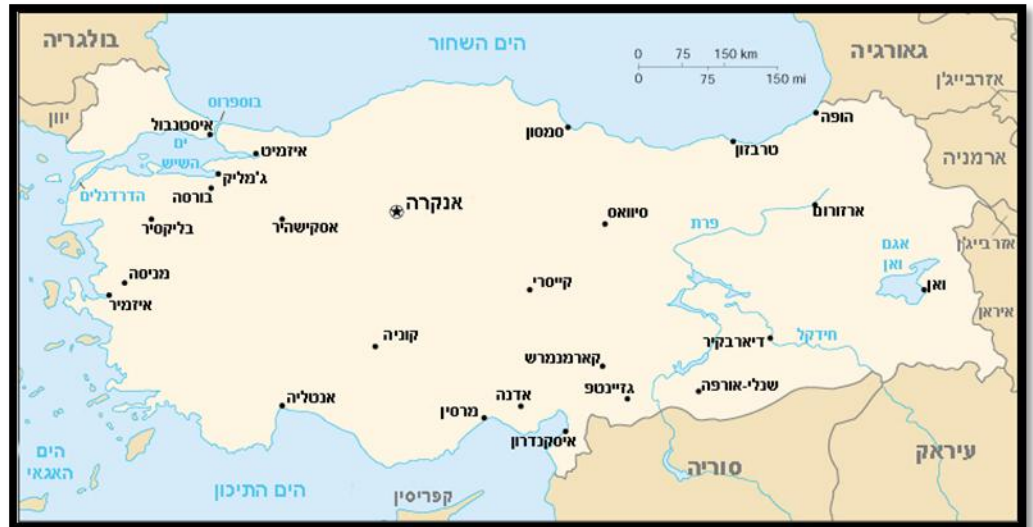 בולגריה
הים השחור
0 75 150 km
0 75 150 mi
גאורגיה
אזרבייג'ן
יוון
בוספרוס
איסטנבול
ים
השיש
איזמיט
סמסון
הופה
טרבזון
ארמניה
ג'מליק
הדרדנלים
בורסה
אנקרה
סיוואס
ארזורום
פרת
בליקסיר
אסקישהיר
אזרבייג'ן
אגם
ואן
ואן
מניסה
איזמיר
קייסרי
איראן
חידקל
קוניה
דיארבקיר
קארמנמרש
שנלי-אורפה
גזיינטפ
אנטליה
אדנה
מרסין
איסקנדרון
הים
האגאי
סוריה
עיראק
הים התיכון
קפריסין